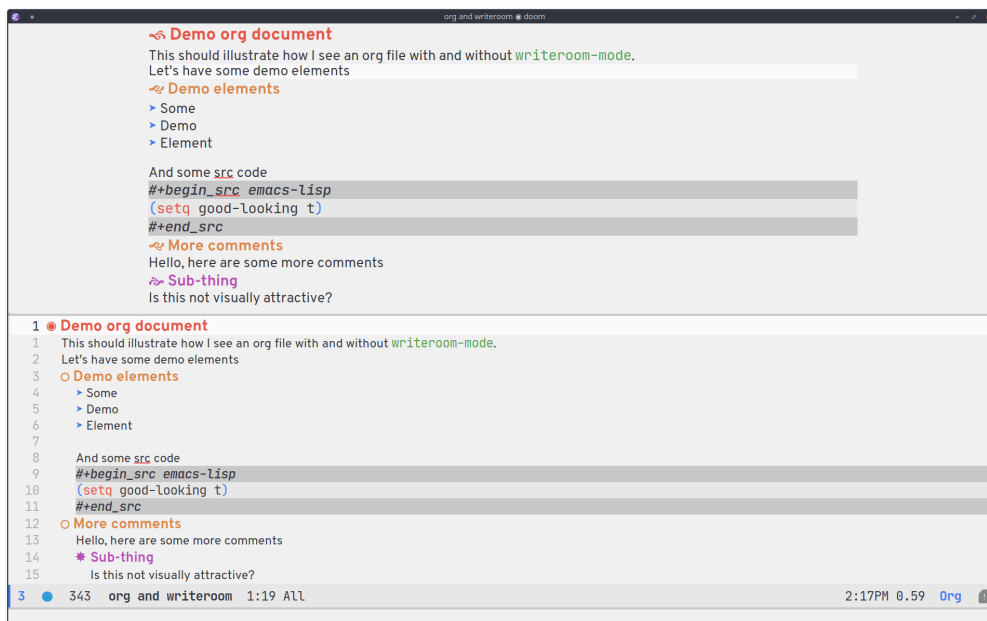 org and writeroom ◉ doom
Demo org document
This should illustrate how I see an org file with and without writeroom-mode.
Let's have some demo elements
Demo elements
➤ Some
➤ Demo
➤ Element
And some src code
#+begin_src emacs-lisp
(setq good-looking t)
#+end_src
More comments
Hello, here are some more comments
Sub-thing
Is this not visually attractive?
1 ◉ Demo org document
1 This should illustrate how I see an org file with and without writeroom-mode.
2 Let's have some demo elements
3 ○ Demo elements
4 ➤ Some
5 ➤ Demo
6 ➤ Element
7
8 And some src code
9 #+begin_src emacs-lisp
10 (setq good-looking t)
11 #+end_src
12 ○ More comments
13 Hello, here are some more comments
14 ✸ Sub-thing
15 Is this not visually attractive?
3 343 org and writeroom 1:19 All 2:17PM 0.59 Org